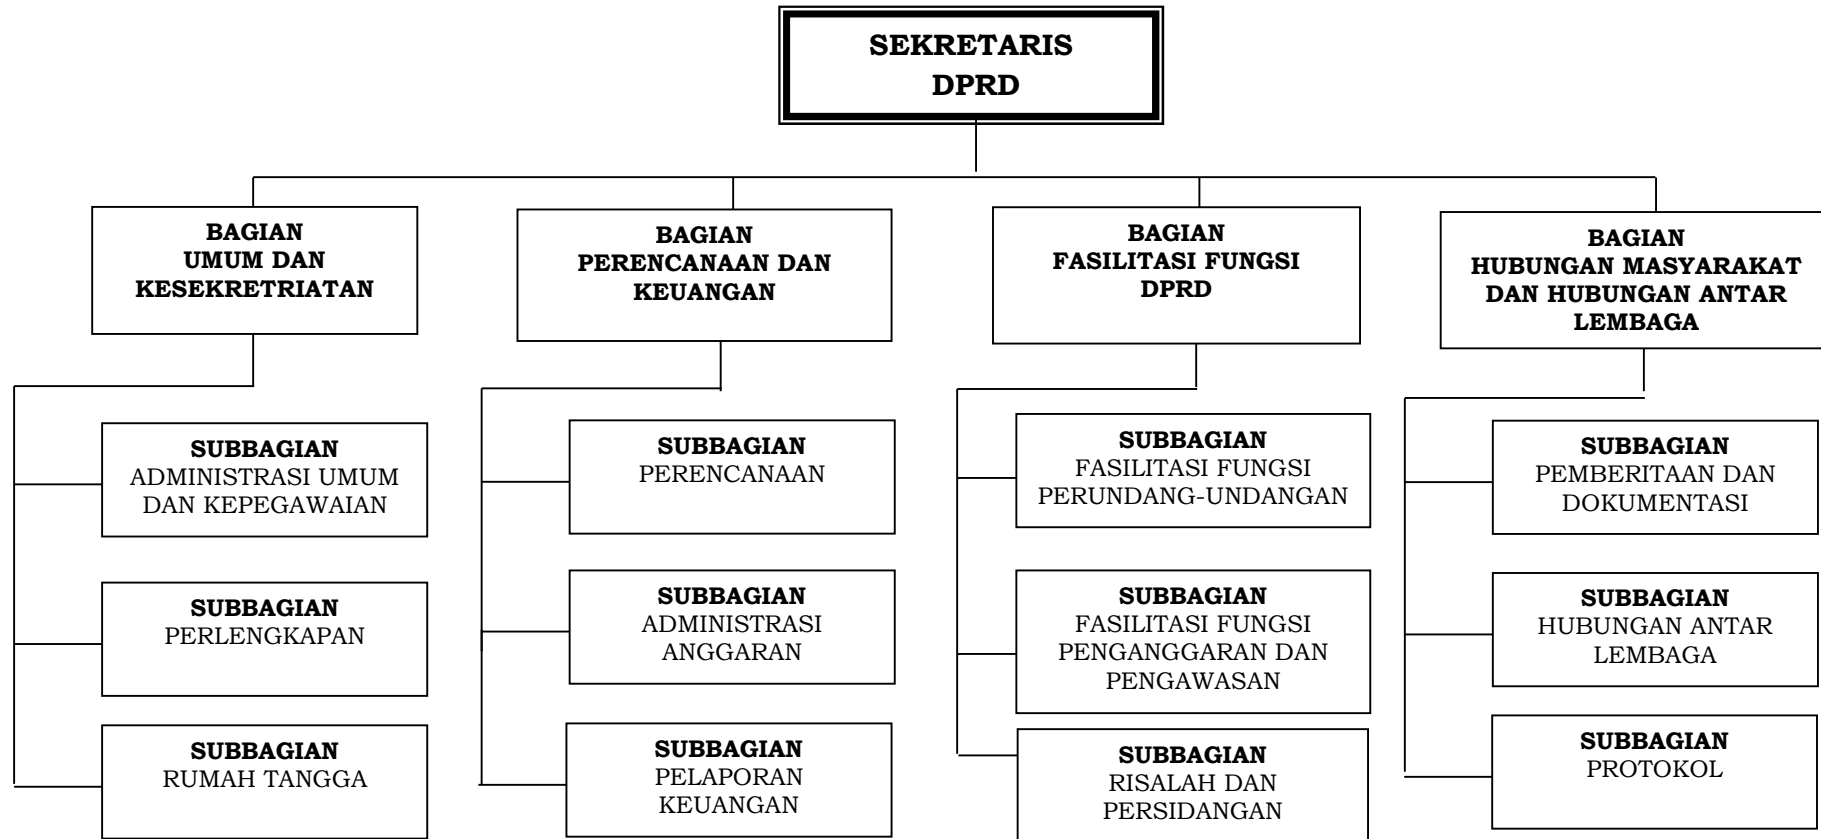 SEKRETARIS
DPRD
BAGIAN
UMUM DAN
KESEKRETRIATAN
BAGIAN
PERENCANAAN DAN
KEUANGAN
BAGIAN
FASILITASI FUNGSI
DPRD
BAGIAN
HUBUNGAN MASYARAKAT
DAN HUBUNGAN ANTAR
LEMBAGA
SUBBAGIAN
ADMINISTRASI UMUM
DAN KEPEGAWAIAN
SUBBAGIAN
PERENCANAAN
SUBBAGIAN
FASILITASI FUNGSI
PERUNDANG-UNDANGAN
SUBBAGIAN
PEMBERITAAN DAN
DOKUMENTASI
SUBBAGIAN
PERLENGKAPAN
SUBBAGIAN
ADMINISTRASI
ANGGARAN
SUBBAGIAN
FASILITASI FUNGSI
PENGANGGARAN DAN
PENGAWASAN
SUBBAGIAN
HUBUNGAN ANTAR
LEMBAGA
SUBBAGIAN
RUMAH TANGGA
SUBBAGIAN
PELAPORAN
KEUANGAN
SUBBAGIAN
RISALAH DAN
PERSIDANGAN
SUBBAGIAN
PROTOKOL